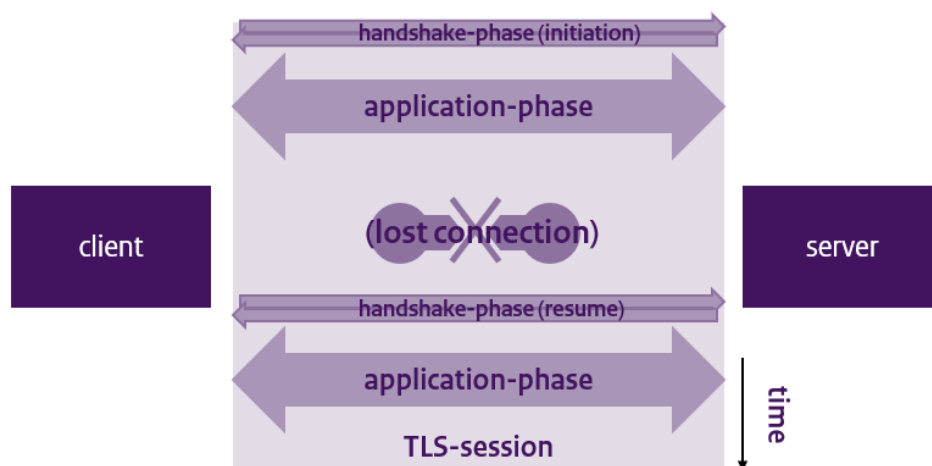 handshake-phase (initiation)
application-phase
client
(lost connection)
server
handshake-phase (resume)
application-phase
time
TLS-session